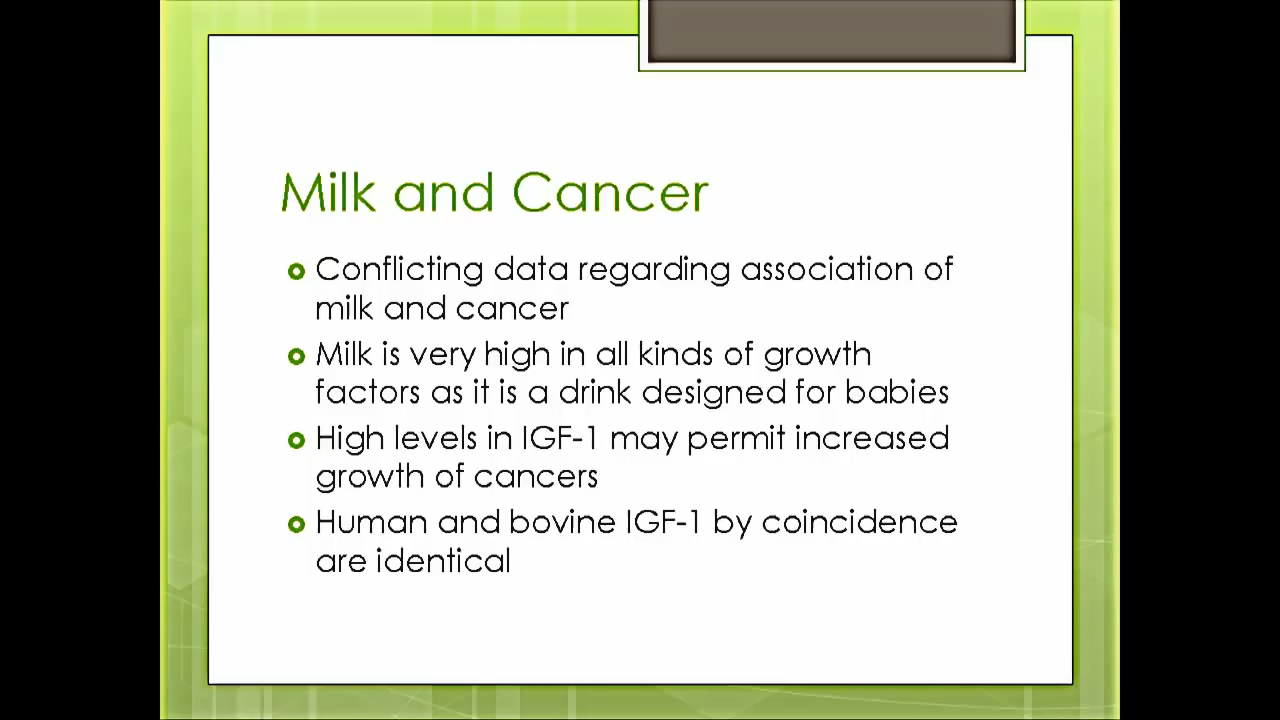 Milk and Cancer
Conflicting data regarding association of
milk and cancer
Milk is very high in all kinds of growth
factors as it is a drink designed for babies
High levels in IGF-1 may permit increased
growth of cancers
Human and bovine IGF-1 by coincidence
are identical